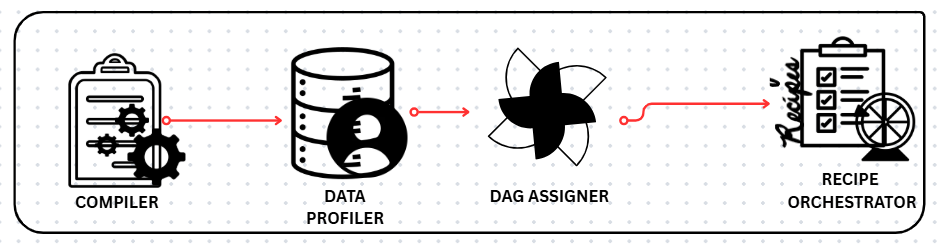 Recipes
COMPILER
DATA
PROFILER
DAG ASSIGNER
RECIPE
ORCHESTRATOR